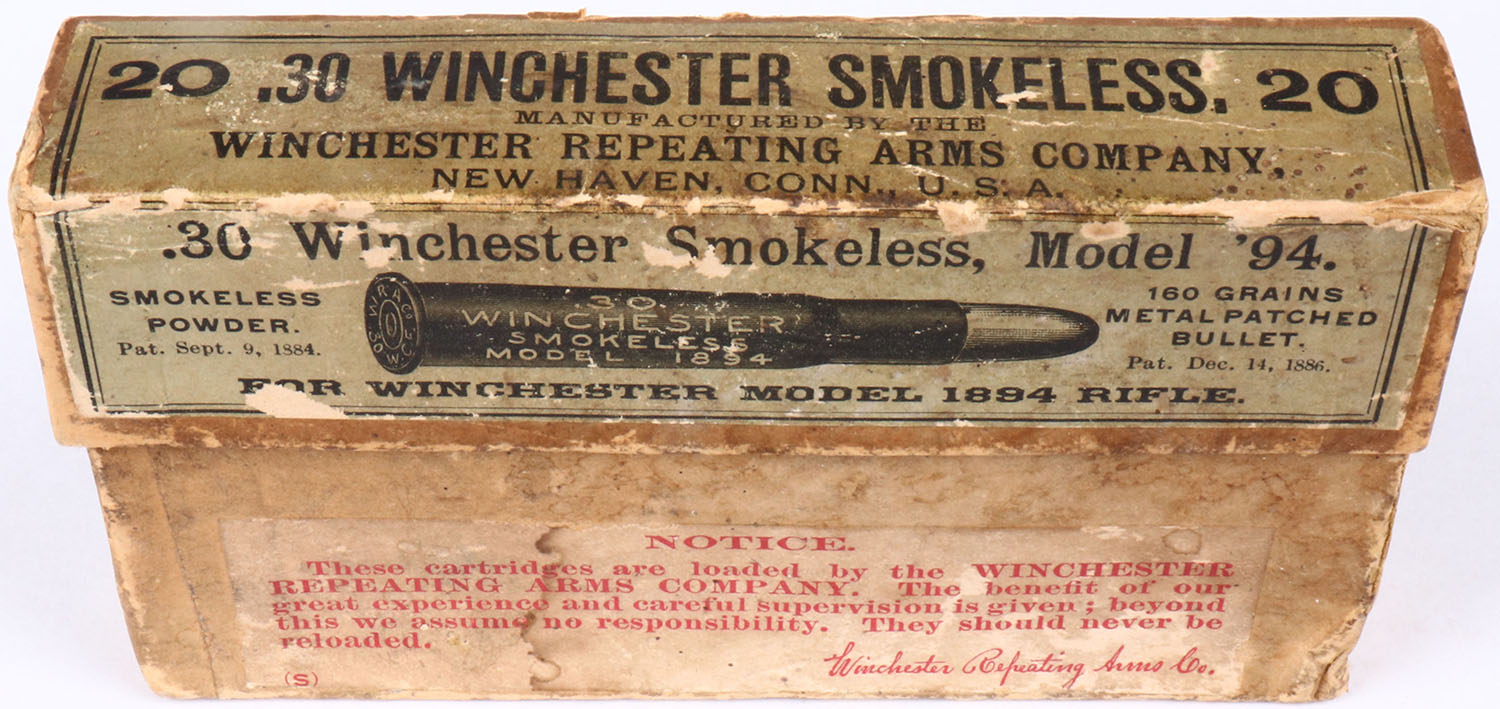 20 .30 WINCHESTER SMOKELESS. 20
MANUFACTURED BY THE
WINCHESTER REPEATING ARMS COMPANY,
NEW HAVEN, CONN., U. S. A.
.30 Winchester Smokeless, Model '94.
SMOKELESS
POWDER.
Pat. Sept. 9, 1884.
W.R.A.Co.
30 W.C.F.
30
WINCHESTER
SMOKELESS
MODEL 1894
160 GRAINS
METAL PATCHED
BULLET.
Pat. Dec. 14, 1886.
FOR WINCHESTER MODEL 1894 RIFLE.
NOTICE.
These cartridges are loaded by the WINCHESTER
REPEATING ARMS COMPANY. The benefit of our
great experience and careful supervision is given; beyond
this we assume no responsibility. They should never be
reloaded.
Winchester Repeating Arms Co.
(S)